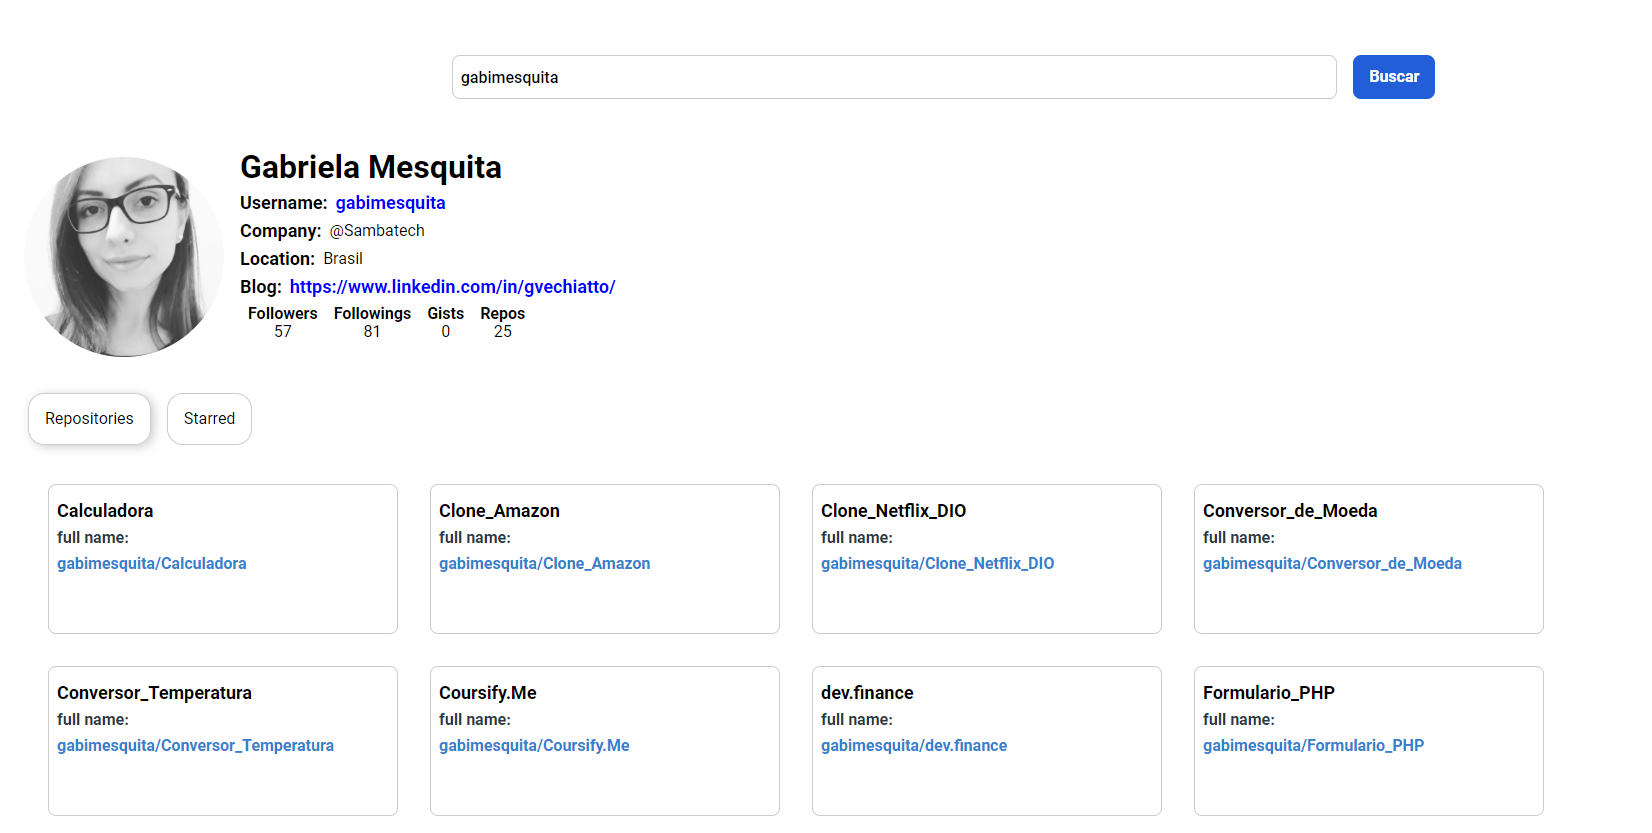 gabimesquita
Buscar
Gabriela Mesquita
Username: gabimesquita
Company: @Sambatech
Location: Brasil
Blog: https://www.linkedin.com/in/gvechiatto/
Followers Followings Gists Repos
57 81 0 25
Repositories Starred
Calculadora
full name:
gabimesquita/Calculadora
Clone_Amazon
full name:
gabimesquita/Clone_Amazon
Clone_Netflix_DIO
full name:
gabimesquita/Clone_Netflix_DIO
Conversor_de_Moeda
full name:
gabimesquita/Conversor_de_Moeda
Conversor_Temperatura
full name:
gabimesquita/Conversor_Temperatura
Coursify.Me
full name:
gabimesquita/Coursify.Me
dev.finance
full name:
gabimesquita/dev.finance
Formulario_PHP
full name:
gabimesquita/Formulario_PHP